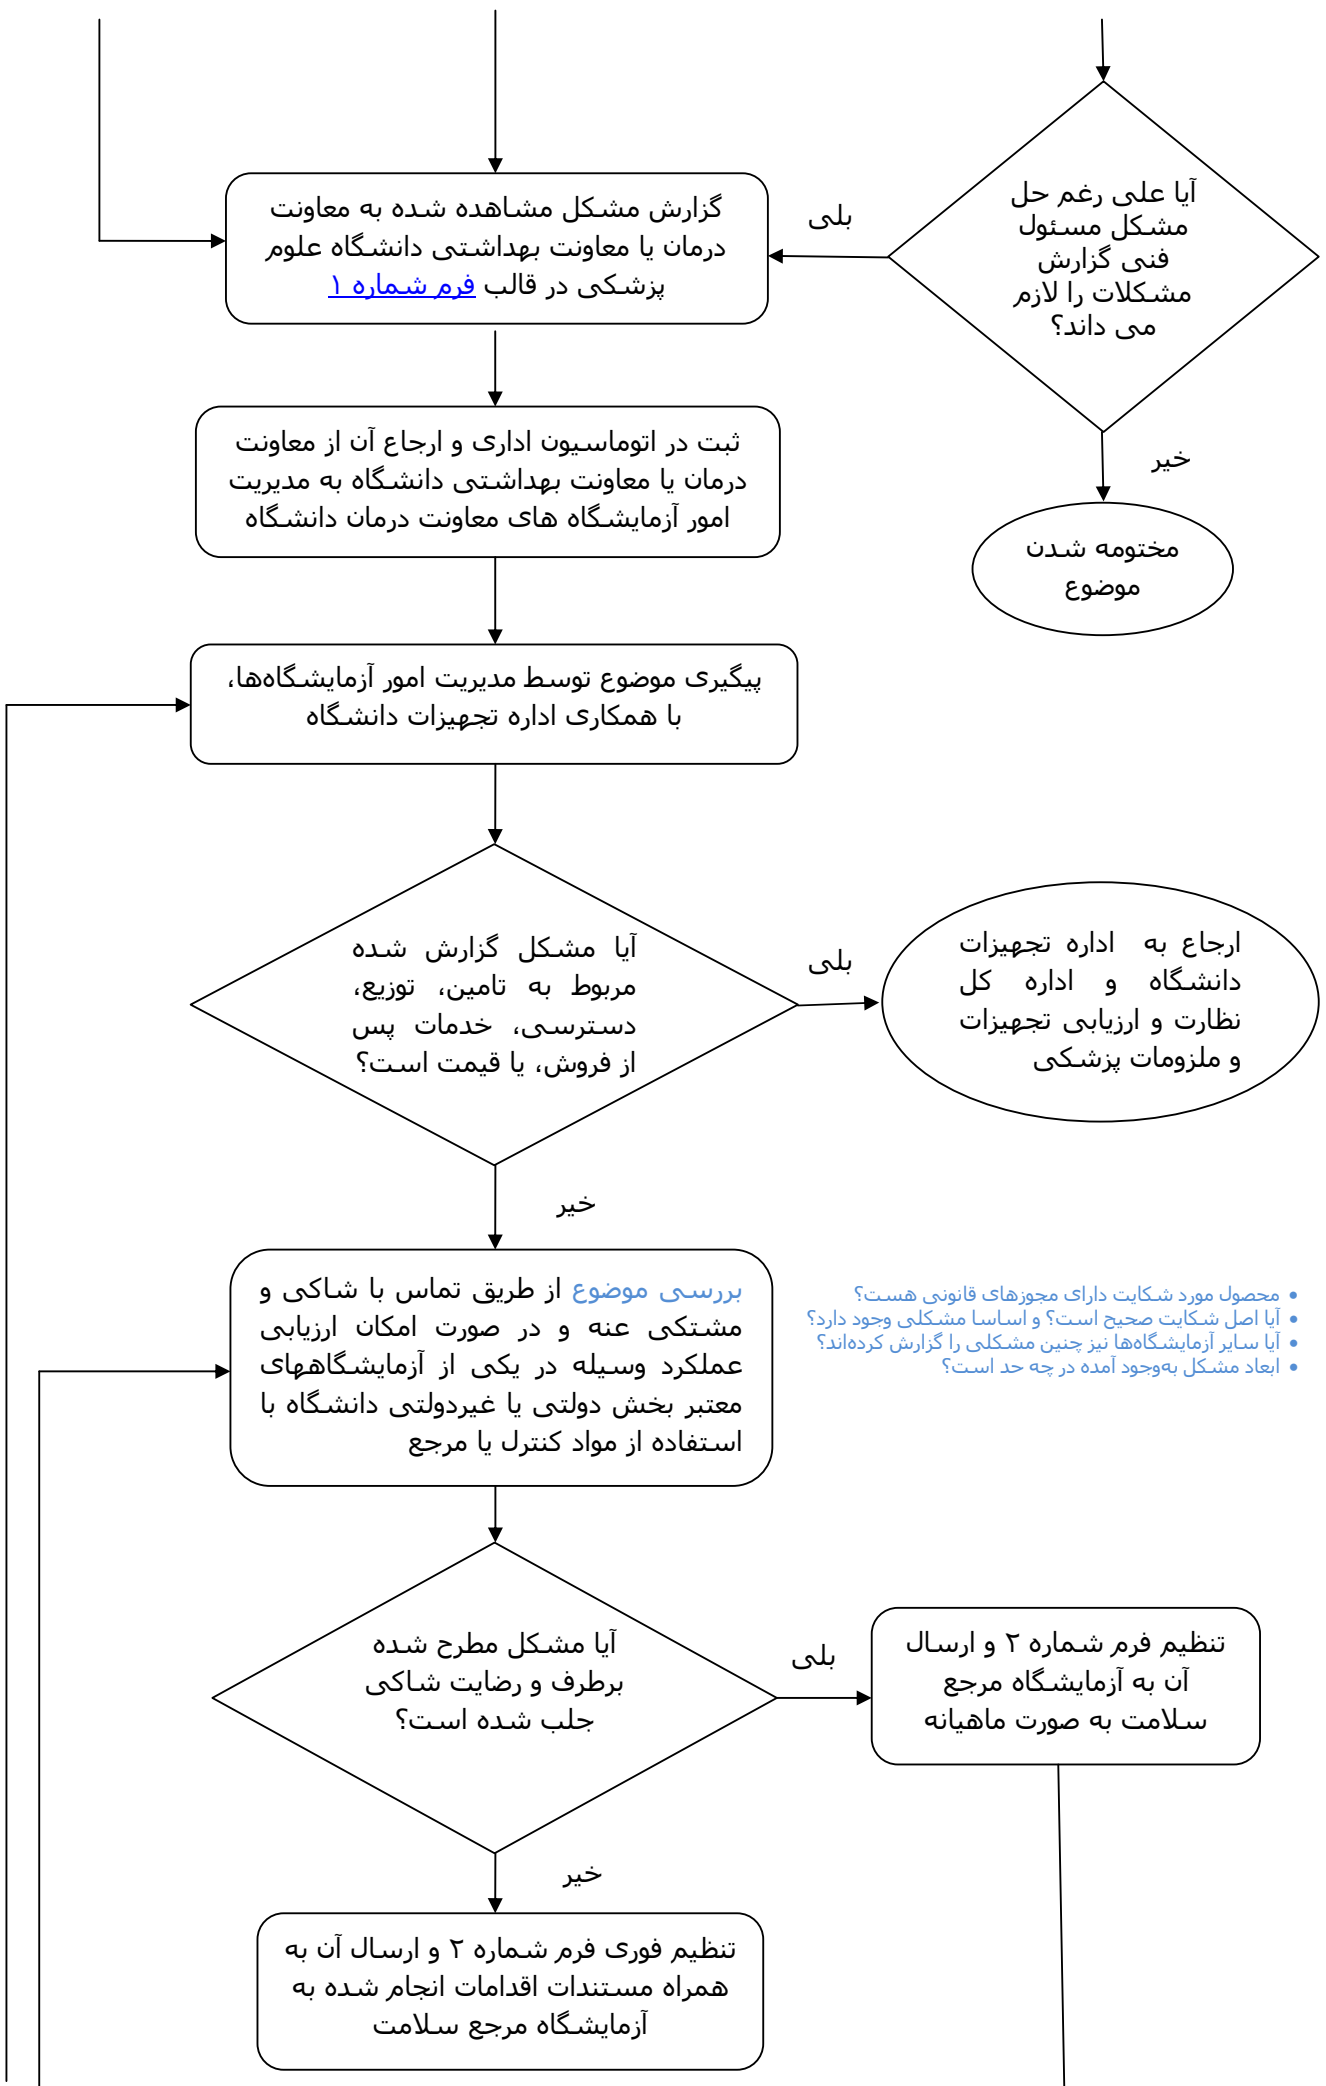 آیا علی رغم حل
مشکل مسئول
فنی گزارش
مشکلات را لازم
می داند؟
بلی
گزارش مشکل مشاهده شده به معاونت
درمان یا معاونت بهداشتی دانشگاه علوم
پزشکی در قالب فرم شماره ۱
خیر
مختومه شدن
موضوع
ثبت در اتوماسیون اداری و ارجاع آن از معاونت
درمان یا معاونت بهداشتی دانشگاه به مدیریت
امور آزمایشگاه های معاونت درمان دانشگاه
پیگیری موضوع توسط مدیریت امور آزمایشگاه‌ها،
با همکاری اداره تجهیزات دانشگاه
آیا مشکل گزارش شده
مربوط به تامین، توزیع،
دسترسی، خدمات پس
از فروش، یا قیمت است؟
بلی
ارجاع به اداره تجهیزات
دانشگاه و اداره کل
نظارت و ارزیابی تجهیزات
و ملزومات پزشکی
خیر
بررسی موضوع از طریق تماس با شاکی و
مشتکی عنه و در صورت امکان ارزیابی
عملکرد وسیله در یکی از آزمایشگاههای
معتبر بخش دولتی یا غیردولتی دانشگاه با
استفاده از مواد کنترل یا مرجع
• محصول مورد شکایت دارای مجوزهای قانونی هست؟
• آیا اصل شکایت صحیح است؟ و اساسا مشکلی وجود دارد؟
• آیا سایر آزمایشگاه‌ها نیز چنین مشکلی را گزارش کرده‌اند؟
• ابعاد مشکل به‌وجود آمده در چه حد است؟
آیا مشکل مطرح شده
برطرف و رضایت شاکی
جلب شده است؟
بلی
تنظیم فرم شماره ۲ و ارسال
آن به آزمایشگاه مرجع
سلامت به صورت ماهیانه
خیر
تنظیم فوری فرم شماره ۲ و ارسال آن به
همراه مستندات اقدامات انجام شده به
آزمایشگاه مرجع سلامت